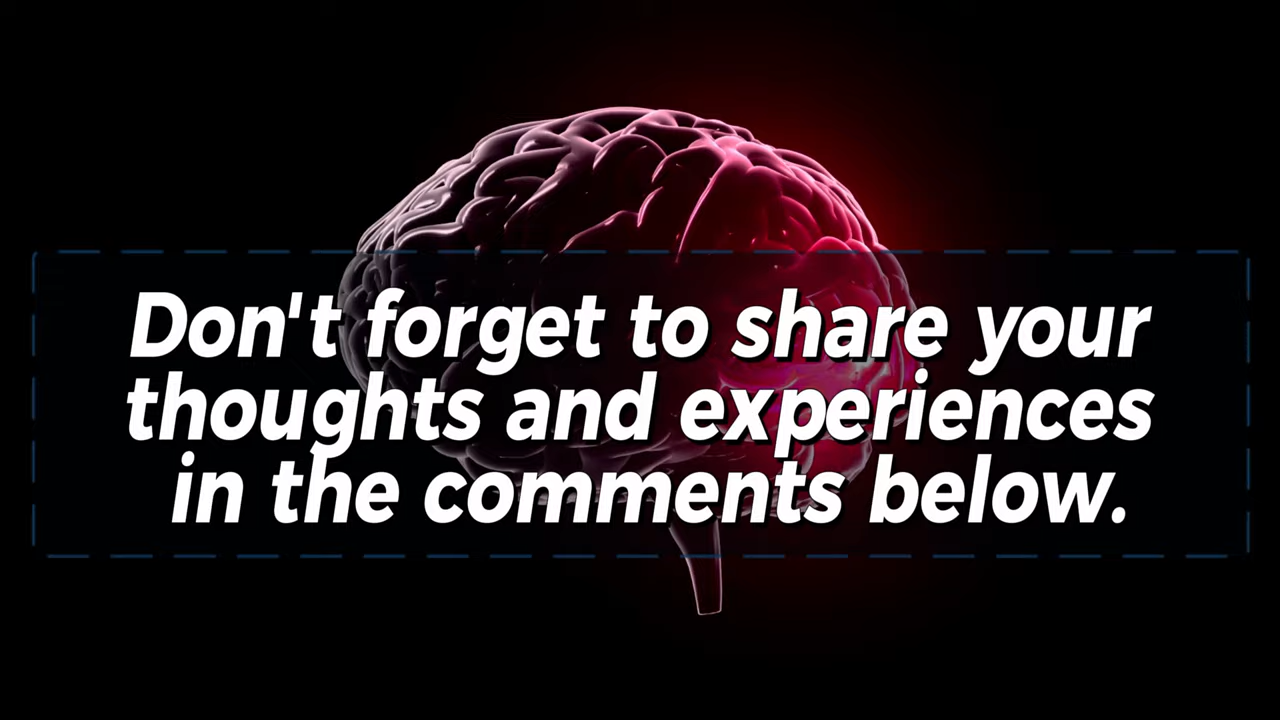 Don't forget to share your
thoughts and experiences
in the comments below.